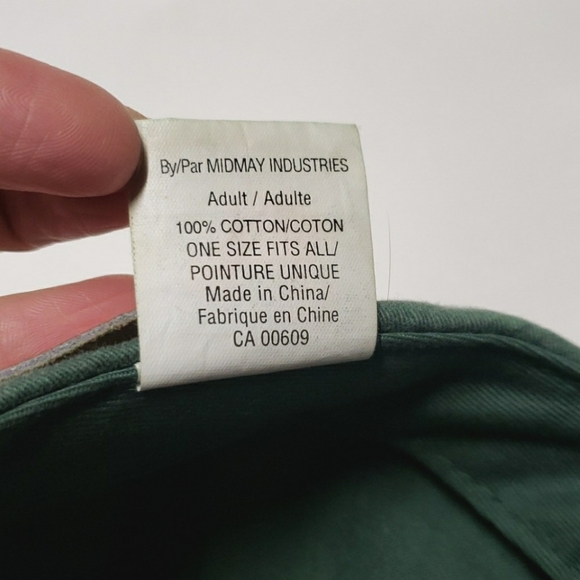 By/Par MIDMAY INDUSTRIES
Adult / Adulte
100% COTTON/COTON
ONE SIZE FITS ALL/
POINTURE UNIQUE
Made in China/
Fabrique en Chine
CA 00609